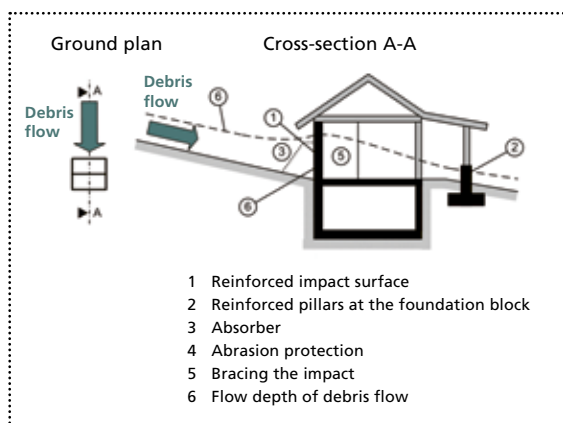 Ground plan
Cross-section A-A
A
Debris
flow
A
Debris
flow
6
1
3
5
2
6
1 Reinforced impact surface
2 Reinforced pillars at the foundation block
3 Absorber
4 Abrasion protection
5 Bracing the impact
6 Flow depth of debris flow